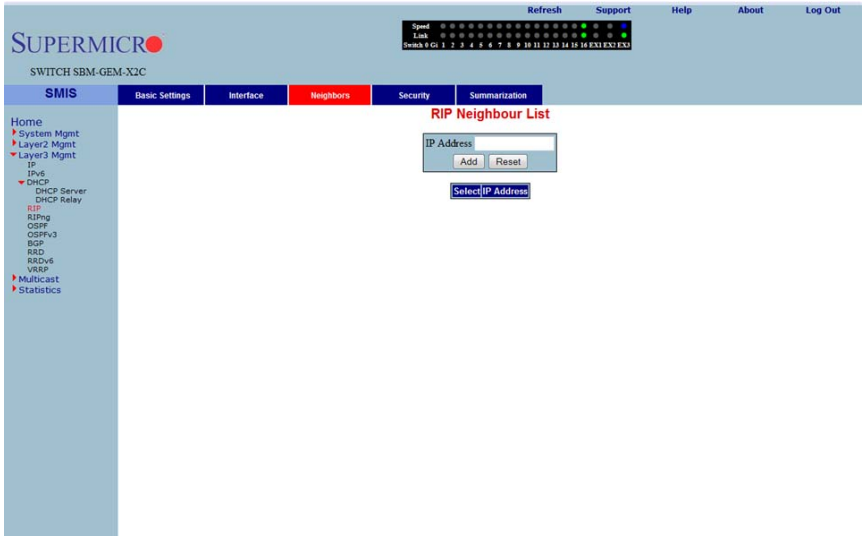 Refresh Support Help About Log Out
SUPERMICRO
SWITCH SBM-GEM-X2C
Speed
Link
Switch 0 Gi 1 2 3 4 5 6 7 8 9 10 11 12 13 14 15 16 EX1 EX2 EX3
SMIS
Basic Settings Interface Neighbors Security Summarization
Home
System Mgmt
Layer2 Mgmt
Layer3 Mgmt
IP
IPv6
DHCP
DHCP Server
DHCP Relay
RIP
RIPng
OSPF
OSPFv3
BGP
RRD
RRDv6
VRRP
Multicast
Statistics
RIP Neighbour List
IP Address
Add Reset
Select IP Address